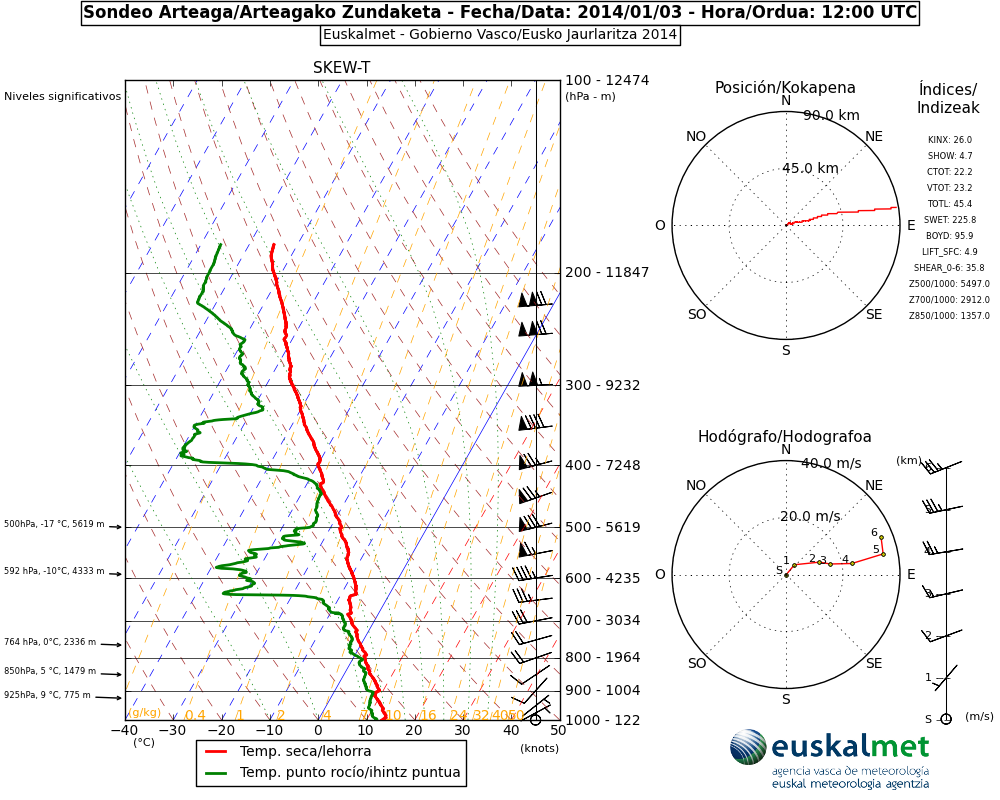 Sondeo Arteaga/Arteagako Zundaketa - Fecha/Data: 2014/01/03 - Hora/Ordua: 12:00 UTC
Euskalmet - Gobierno Vasco/Eusko Jaurlaritza 2014
SKEW-T
Niveles significativos
100 - 12474
(hPa - m)
200 - 11847
300 - 9232
400 - 7248
500 - 5619
600 - 4235
700 - 3034
800 - 1964
900 - 1004
1000 - 122
500hPa, -17 °C, 5619 m
592 hPa, -10°C, 4333 m
764 hPa, 0°C, 2336 m
850hPa, 5 °C, 1479 m
925hPa, 9 °C, 775 m
(g/kg) 0.4 1 2 4 10 16 24 32
−40 −30 −20 −10 0 10 20 30 40 50
(°C)
(knots)
Temp. seca/lehorra
Temp. punto rocío/ihintz puntua
Posición/Kokapena
N
90.0 km
NO
NE
45.0 km
O
E
SO
SE
S
Índices/
Indizeak
KINX: 26.0
SHOW: 4.7
CTOT: 22.2
VTOT: 23.2
TOTL: 45.4
SWET: 225.8
BOYD: 95.9
LIFT_SFC: 4.9
SHEAR_0-6: 35.8
Z500/1000: 5497.0
Z700/1000: 2912.0
Z850/1000: 1357.0
Hodógrafo/Hodografoa
N
40.0 m/s
NO
NE
20.0 m/s
6
5
4
3
2
1
S
O
E
SO
SE
S
(km)
2
1
S
(m/s)
euskalmet
agencia vasca de meteorología
euskal meteorologia agentzia